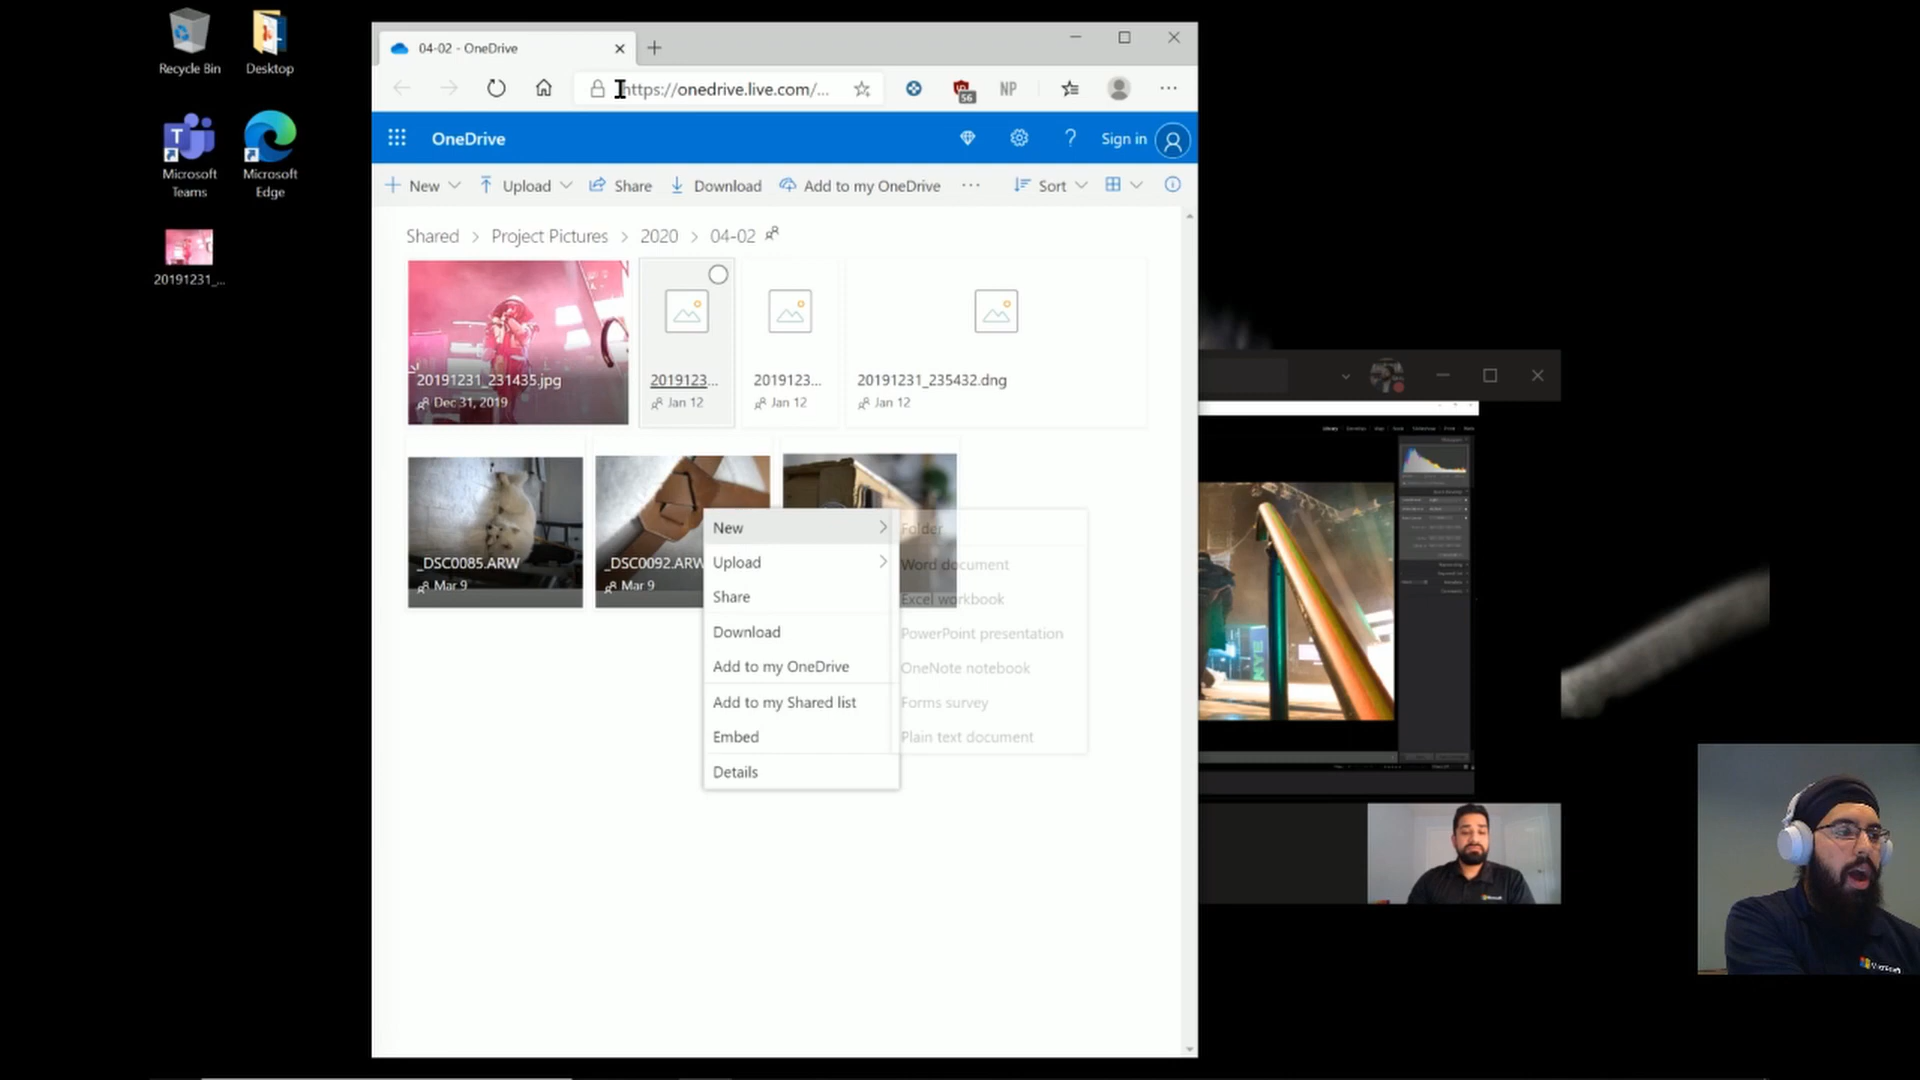 Recycle Bin
Desktop
Microsoft
Teams
Microsoft
Edge
20191231_...
04-02 - OneDrive
https://onedrive.live.com/...
56
NP
OneDrive
Sign in
New
Upload
Share
Download
Add to my OneDrive
Sort
Shared > Project Pictures > 2020 > 04-02
20191231_231435.jpg
Dec 31, 2019
2019123...
Jan 12
2019123...
Jan 12
20191231_235432.dng
Jan 12
_DSC0085.ARW
Mar 9
_DSC0092.ARW
Mar 9
New
Upload
Share
Download
Add to my OneDrive
Add to my Shared list
Embed
Details
Folder
Word document
Excel workbook
PowerPoint presentation
OneNote notebook
Forms survey
Plain text document
NYE
Microsoft
Microsoft